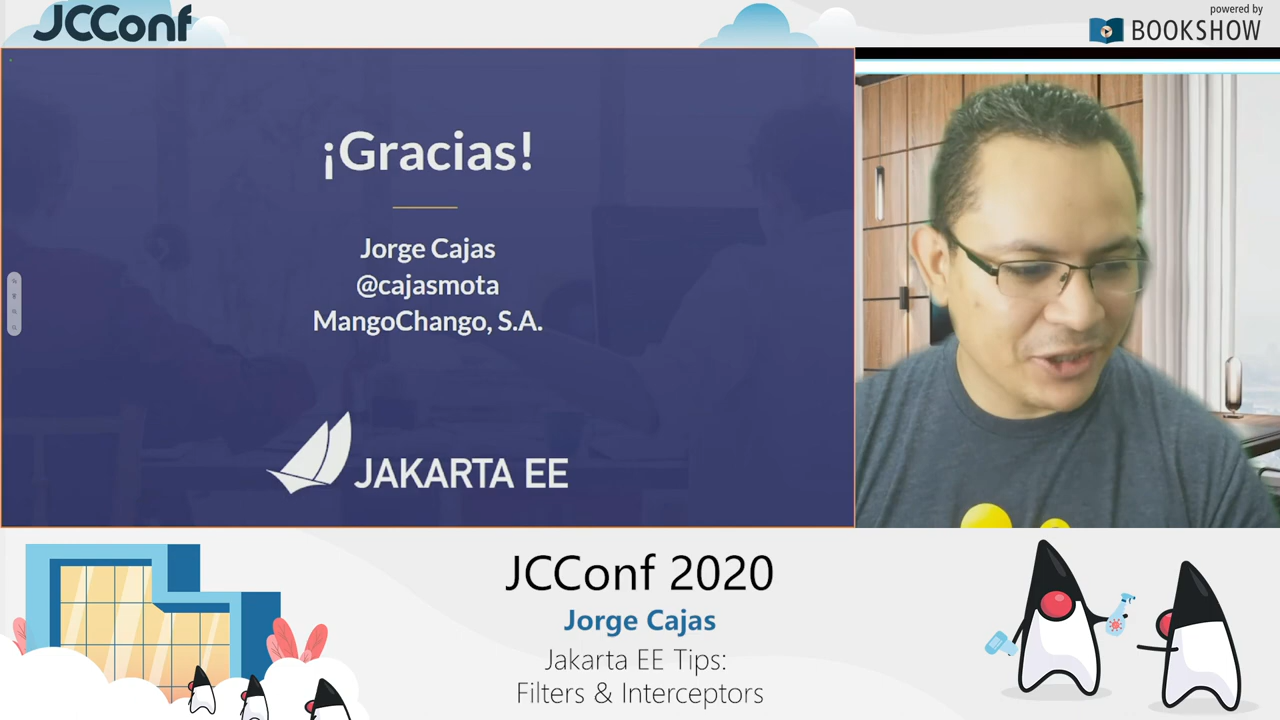 JCConf
powered by
BOOKSHOW
¡Gracias!
Jorge Cajas
@cajasmota
MangoChango, S.A.
JAKARTA EE
JCConf 2020
Jorge Cajas
Jakarta EE Tips:
Filters & Interceptors